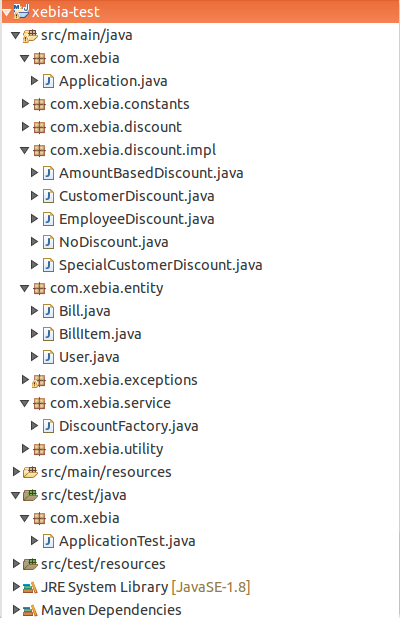 xebia-test
src/main/java
com.xebia
Application.java
com.xebia.constants
com.xebia.discount
com.xebia.discount.impl
AmountBasedDiscount.java
CustomerDiscount.java
EmployeeDiscount.java
NoDiscount.java
SpecialCustomerDiscount.java
com.xebia.entity
Bill.java
BillItem.java
User.java
com.xebia.exceptions
com.xebia.service
DiscountFactory.java
com.xebia.utility
src/main/resources
src/test/java
com.xebia
ApplicationTest.java
src/test/resources
JRE System Library [JavaSE-1.8]
Maven Dependencies